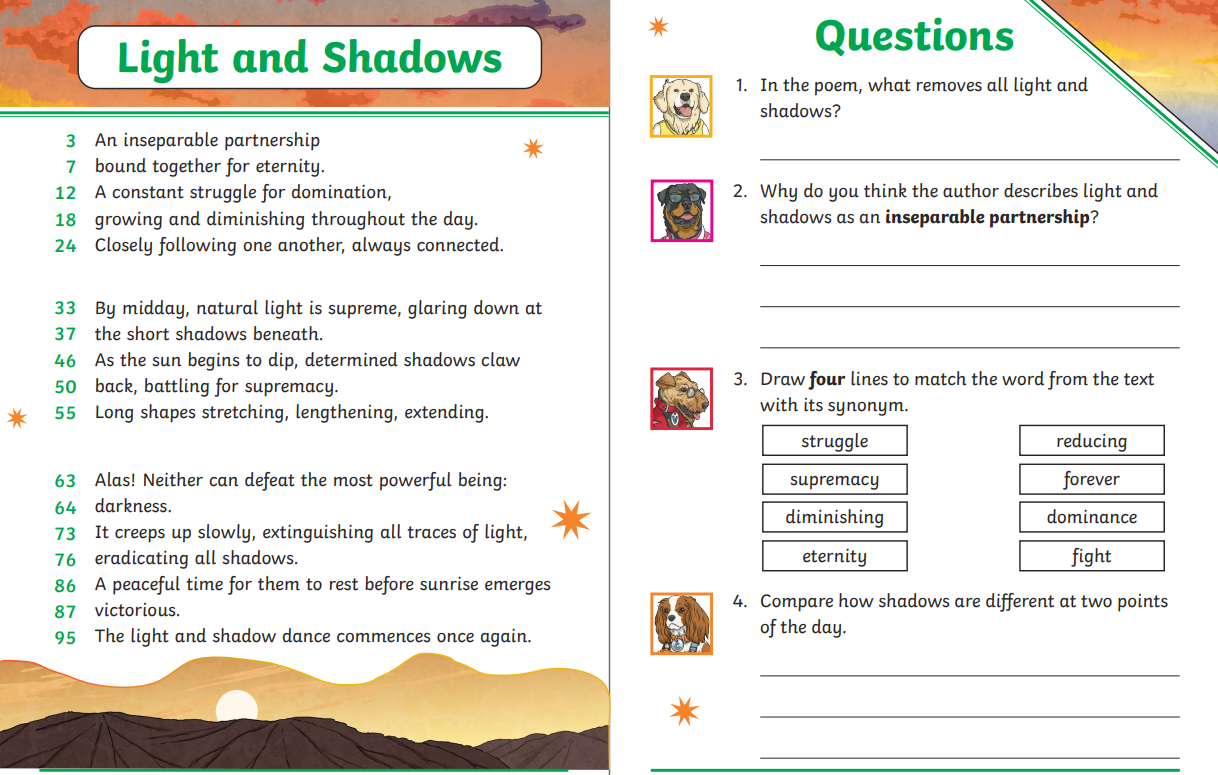 Light and Shadows
3 An inseparable partnership
7 bound together for eternity.
12 A constant struggle for domination,
18 growing and diminishing throughout the day.
24 Closely following one another, always connected.
33 By midday, natural light is supreme, glaring down at
37 the short shadows beneath.
46 As the sun begins to dip, determined shadows claw
50 back, battling for supremacy.
55 Long shapes stretching, lengthening, extending.
63 Alas! Neither can defeat the most powerful being:
64 darkness.
73 It creeps up slowly, extinguishing all traces of light,
76 eradicating all shadows.
86 A peaceful time for them to rest before sunrise emerges
87 victorious.
95 The light and shadow dance commences once again.
Questions
1. In the poem, what removes all light and
shadows?
2. Why do you think the author describes light and
shadows as an inseparable partnership?
3. Draw four lines to match the word from the text
with its synonym.
struggle reducing
supremacy forever
diminishing dominance
eternity fight
4. Compare how shadows are different at two points
of the day.